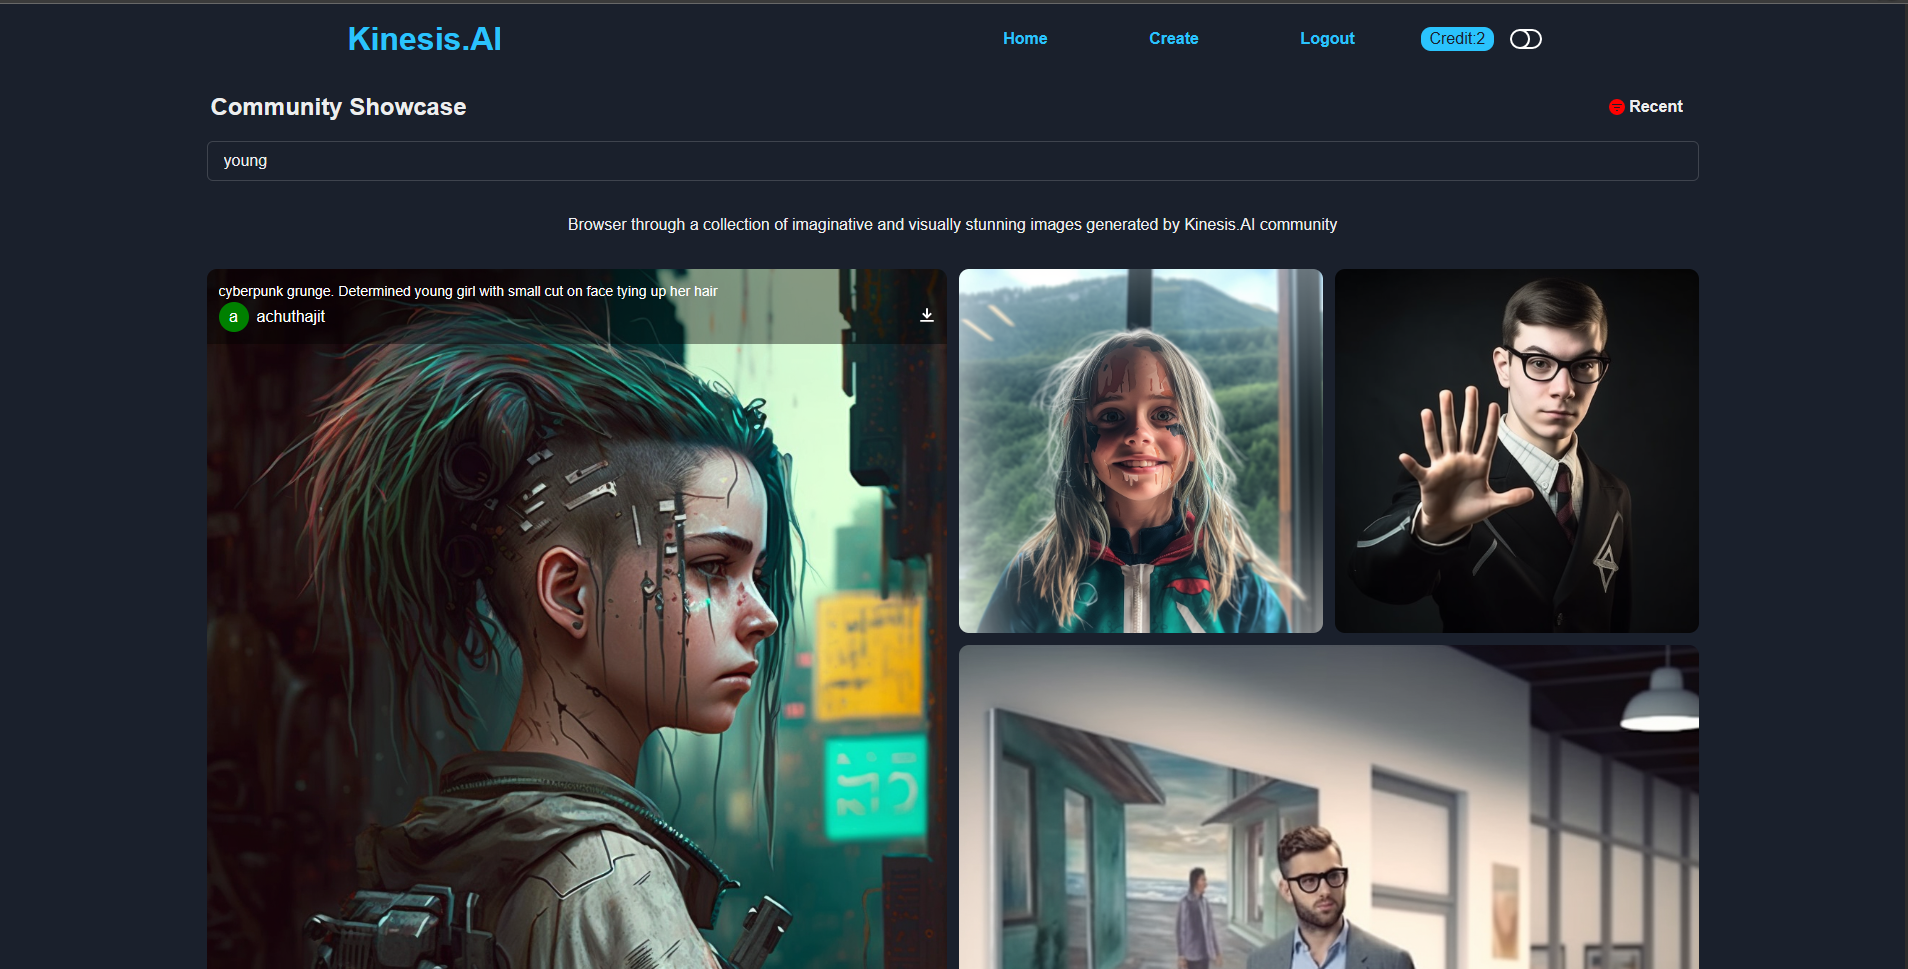 Kinesis.AI
Home
Create
Logout
Credit:2
Community Showcase
Recent
young
Browser through a collection of imaginative and visually stunning images generated by Kinesis.AI community
cyberpunk grunge. Determined young girl with small cut on face tying up her hair
a
achuthajit